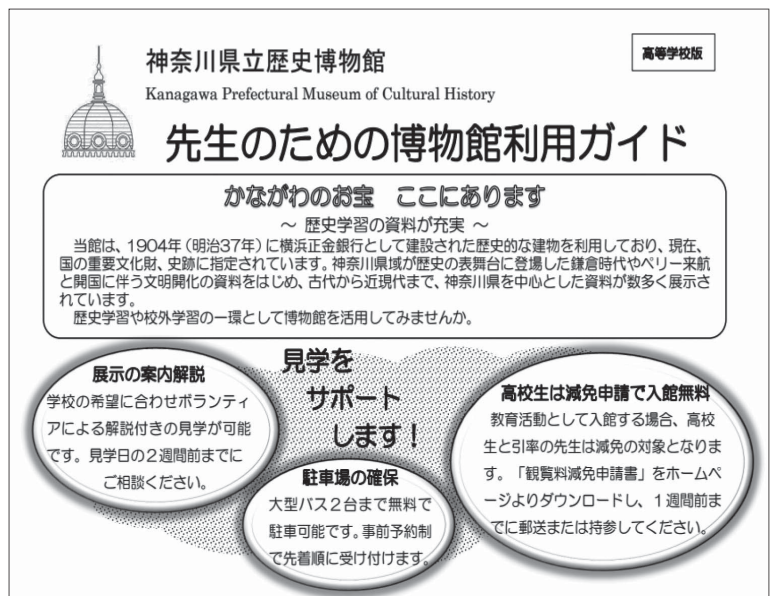 神奈川県立歴史博物館
高等学校版
Kanagawa Prefectural Museum of Cultural History
先生のための博物館利用ガイド
かながわのお宝　ここにあります
～ 歴史学習の資料が充実 ～
当館は、1904年（明治37年）に横浜正金銀行として建設された歴史的な建物を利用しており、現在、
国の重要文化財、史跡に指定されています。神奈川県域が歴史の表舞台に登場した鎌倉時代やペリー来航
と開国に伴う文明開化の資料をはじめ、古代から近現代まで、神奈川県を中心とした資料が数多く展示さ
れています。
歴史学習や校外学習の一環として博物館を活用してみませんか。
見学を
サポート
します！
展示の案内解説
学校の希望に合わせボランティ
アによる解説付きの見学が可能
です。見学日の２週間前までに
ご相談ください。
駐車場の確保
大型バス２台まで無料で
駐車可能です。事前予約制
で先着順に受け付けます。
高校生は減免申請で入館無料
教育活動として入館する場合、高校
生と引率の先生は減免の対象となりま
す。「観覧料減免申請書」をホームペ
ージよりダウンロードし、１週間前ま
でに郵送または持参してください。